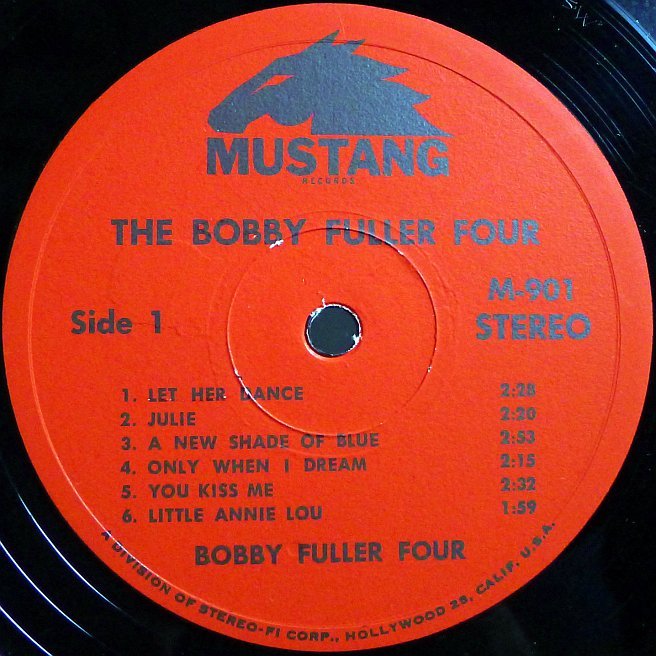 MUSTANG
RECORDS
THE BOBBY FULLER FOUR
M-901
Side 1
STEREO
1. LET HER DANCE 2:28
2. JULIE 2:20
3. A NEW SHADE OF BLUE 2:53
4. ONLY WHEN I DREAM 2:15
5. YOU KISS ME 2:32
6. LITTLE ANNIE LOU 1:59
BOBBY FULLER FOUR
A DIVISION OF STEREO-FI CORP., HOLLYWOOD 28, CALIF. U.S.A.